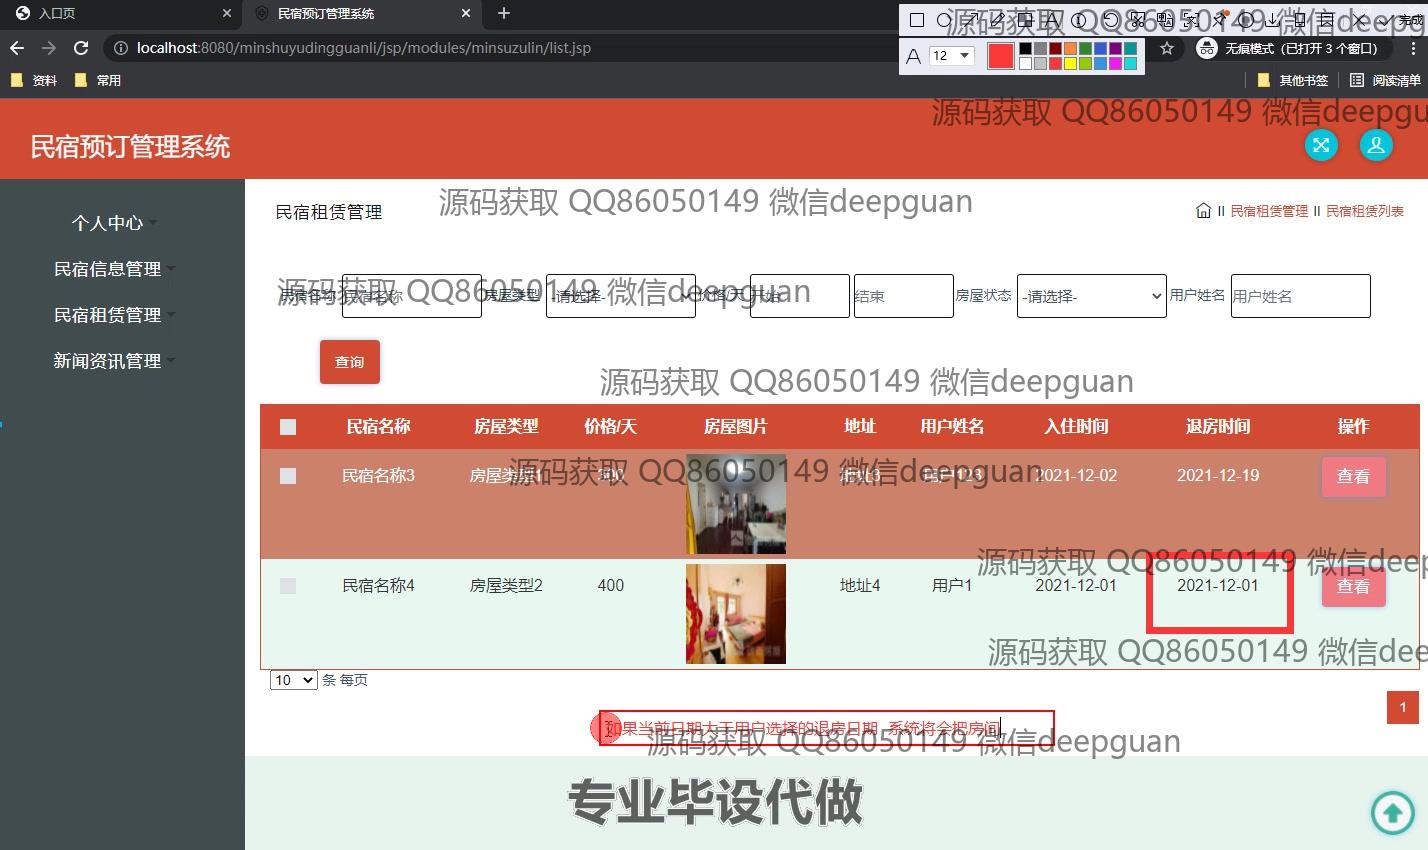 入口页
民宿预订管理系统
localhost:8080/minshuyudingguanli/jsp/modules/minsuzulin/list.jsp
12
完成
无痕模式 (已打开 3 个窗口)
资料
常用
其他书签
阅读清单
源码获取 QQ86050149 微信deepguan
源码获取 QQ86050149 微信deepgu
民宿预订管理系统
个人中心
民宿信息管理
民宿租赁管理
新闻资讯管理
民宿租赁管理
源码获取 QQ86050149 微信deepguan
民宿租赁管理 II 民宿租赁列表
源码获取 QQ86050149 微信deepguan
民宿名称 民宿名称 房屋类型 -请选择- 价格/天 开始 结束 房屋状态 -请选择- 用户姓名 用户姓名
查询
源码获取 QQ86050149 微信deepguan
民宿名称 房屋类型 价格/天 房屋图片 地址 用户姓名 入住时间 退房时间 操作
民宿名称3 房屋类型1 300 地址3 用户123 2021-12-02 2021-12-19 查看
源码获取 QQ86050149 微信deepguan
源码获取 QQ86050149 微信deep
民宿名称4 房屋类型2 400 地址4 用户1 2021-12-01 2021-12-01 查看
源码获取 QQ86050149 微信dee
10 条 每页
1
如果当前日期大于用户选择的退房日期 系统将会把房间
源码获取 QQ86050149 微信deepguan
专业毕设代做